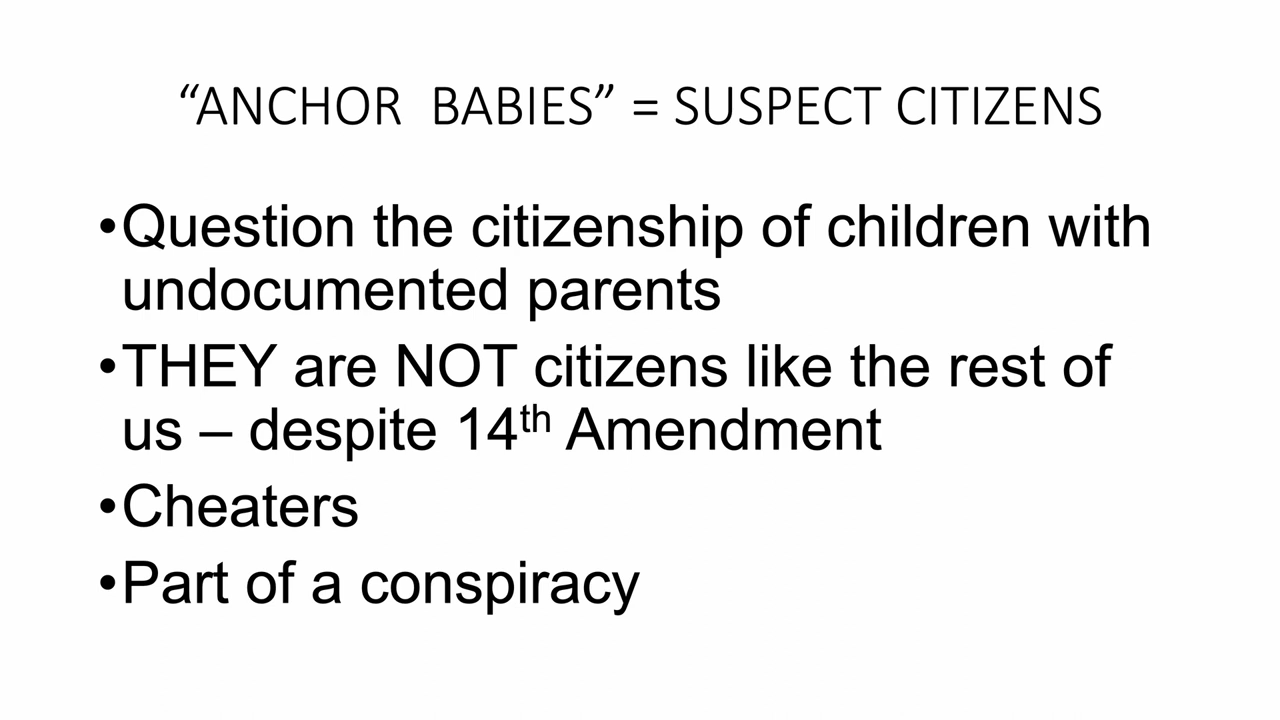 “ANCHOR  BABIES” = SUSPECT CITIZENS
•Question the citizenship of children with
undocumented parents
•THEY are NOT citizens like the rest of
us – despite 14th Amendment
•Cheaters
•Part of a conspiracy